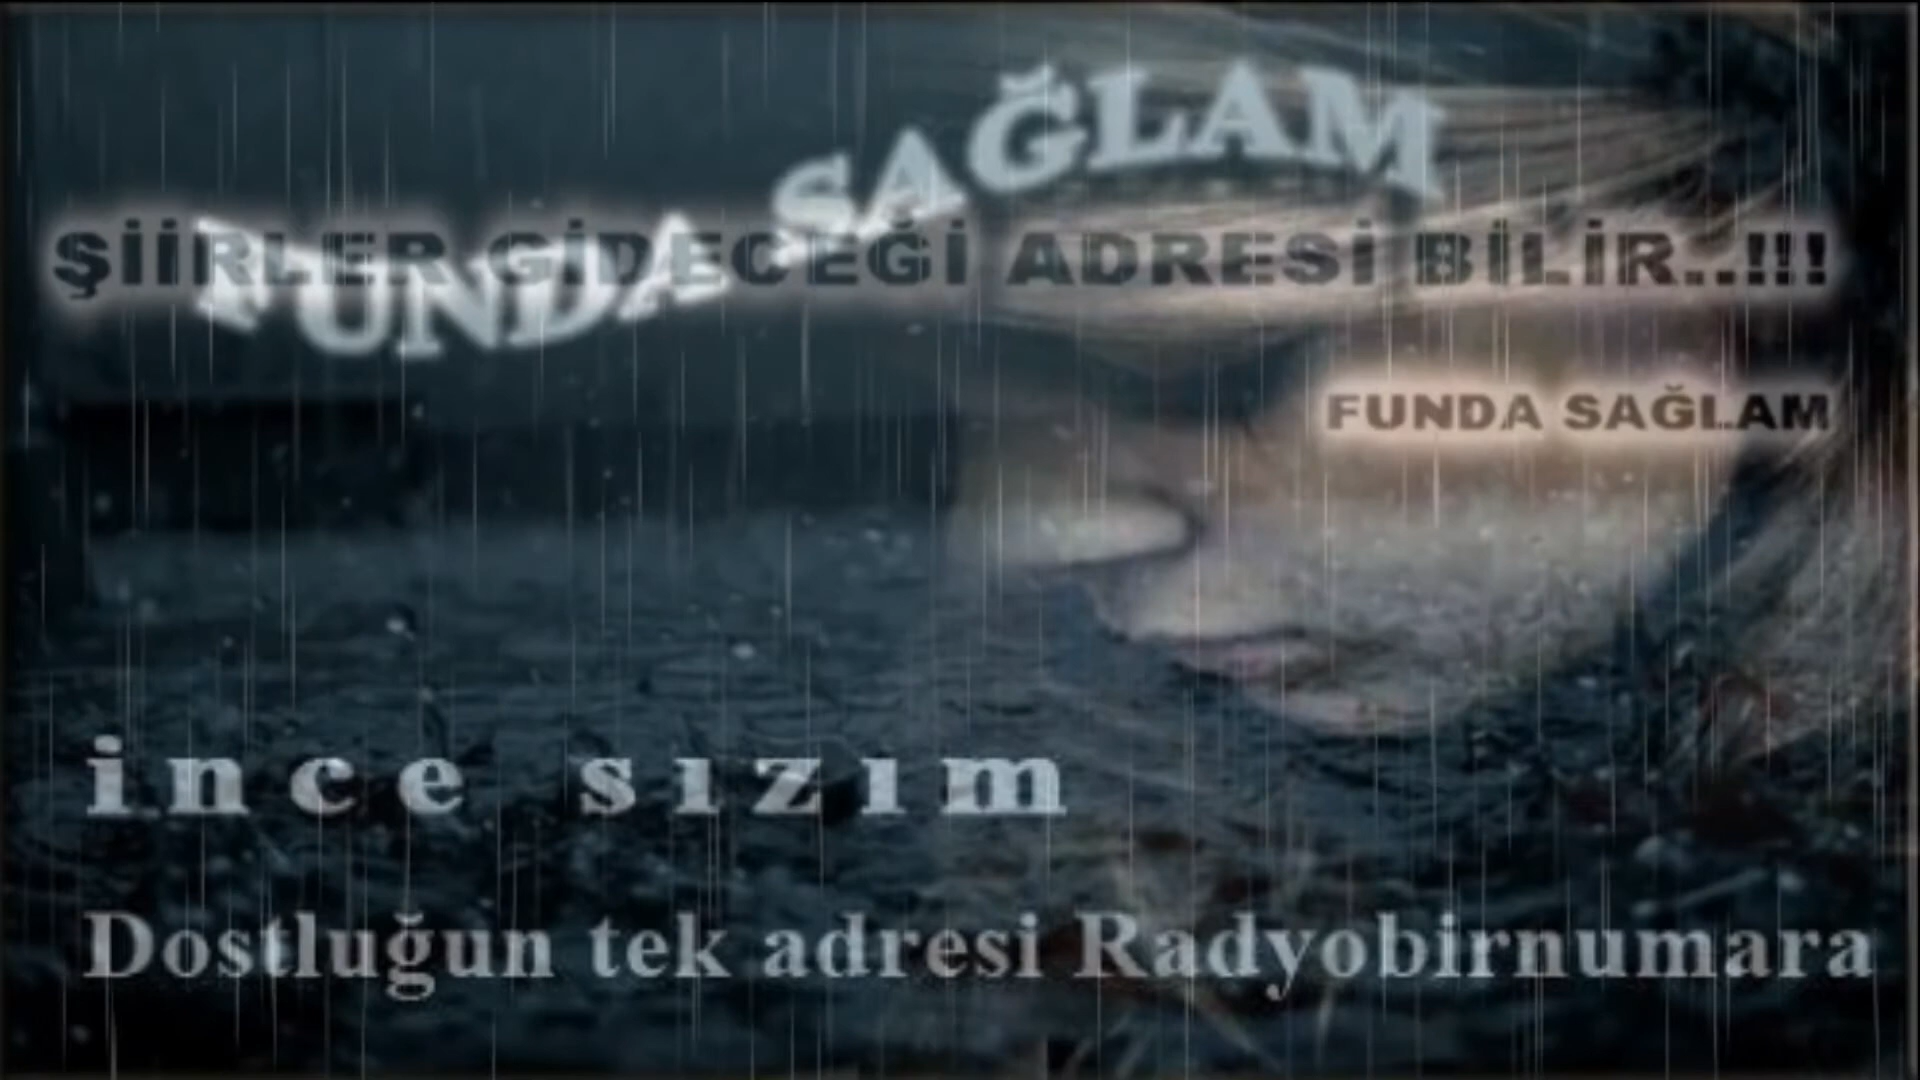 FUNDA SAĞLAM
ŞİİRLER GİDECEĞİ ADRESİ BİLİR..!!!
FUNDA SAĞLAM
ince sızım
Dostluğun tek adresi Radyobirnumara